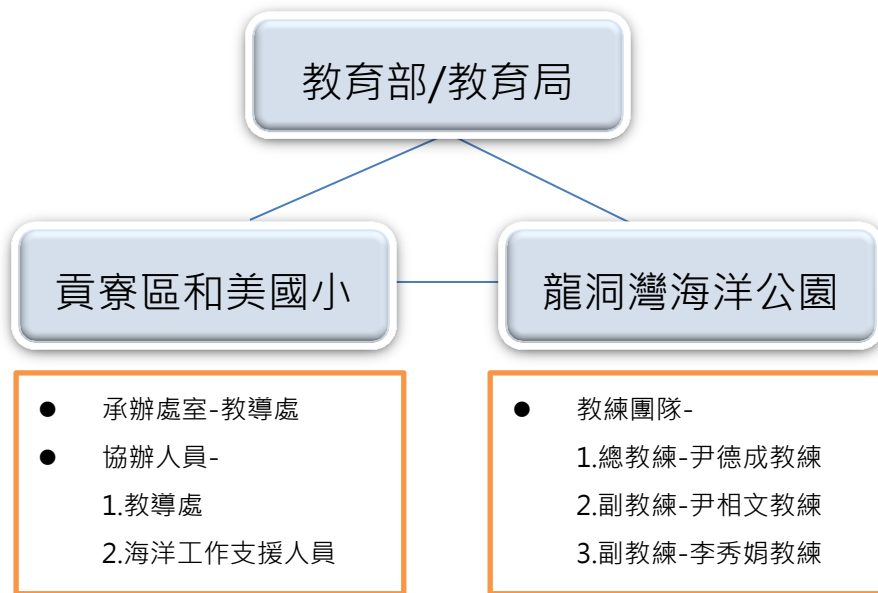 教育部/教育局
貢寮區和美國小
龍洞灣海洋公園
● 承辦處室-教導處
● 協辦人員-
1.教導處
2.海洋工作支援人員
● 教練團隊-
1.總教練-尹德成教練
2.副教練-尹相文教練
3.副教練-李秀娟教練